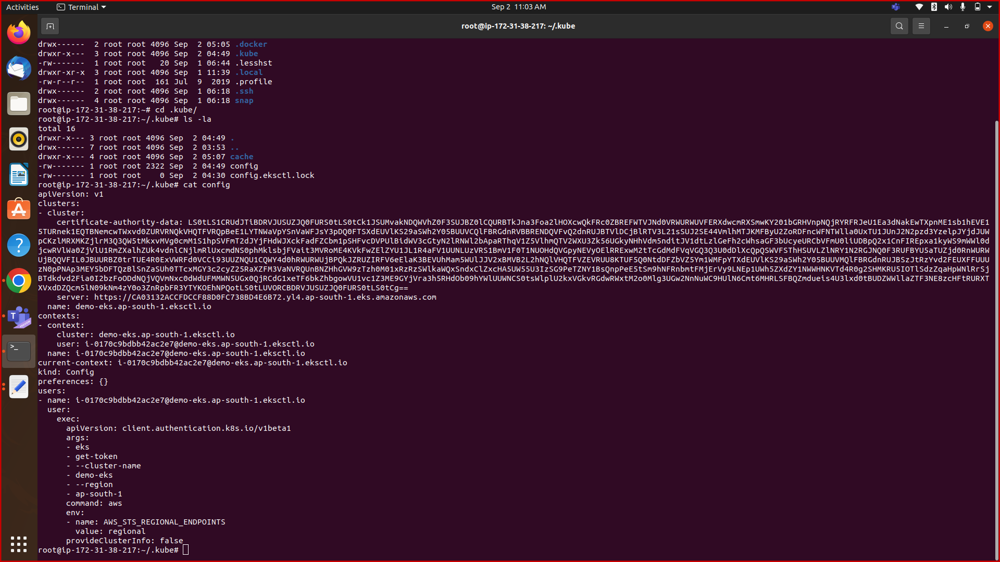 Activities
Terminal
Sep 2 11:03 AM
root@ip-172-31-38-217: ~/.kube
drwx------  2 root root 4096 Sep  2 05:05 .docker
drwxr-x---  3 root root 4096 Sep  2 04:49 .kube
-rw-------  1 root root   20 Sep  1 06:44 .lesshst
drwxr-xr-x  3 root root 4096 Sep  1 11:39 .local
-rw-r--r--  1 root root  161 Jul  9  2019 .profile
drwx------  2 root root 4096 Sep  1 06:18 .ssh
drwx------  4 root root 4096 Sep  1 06:18 snap
root@ip-172-31-38-217:~# cd .kube/
root@ip-172-31-38-217:~/.kube# ls -la
total 16
drwxr-x--- 3 root root 4096 Sep  2 04:49 .
drwx------ 7 root root 4096 Sep  2 03:53 ..
drwxr-x--- 4 root root 4096 Sep  2 05:07 cache
-rw------- 1 root root 2322 Sep  2 04:49 config
-rw------- 1 root root    0 Sep  2 04:30 config.eksctl.lock
root@ip-172-31-38-217:~/.kube# cat config
apiVersion: v1
clusters:
- cluster:
    certificate-authority-data:
    server: https://CA03132ACCFDCCF88D0FC738BD4E6B72.yl4.ap-south-1.eks.amazonaws.com
  name: demo-eks.ap-south-1.eksctl.io
contexts:
- context:
    cluster: demo-eks.ap-south-1.eksctl.io
    user: i-0170c9bdbb42ac2e7@demo-eks.ap-south-1.eksctl.io
  name: i-0170c9bdbb42ac2e7@demo-eks.ap-south-1.eksctl.io
current-context: i-0170c9bdbb42ac2e7@demo-eks.ap-south-1.eksctl.io
kind: Config
preferences: {}
users:
- name: i-0170c9bdbb42ac2e7@demo-eks.ap-south-1.eksctl.io
  user:
    exec:
      apiVersion: client.authentication.k8s.io/v1beta1
      args:
      - eks
      - get-token
      - --cluster-name
      - demo-eks
      - --region
      - ap-south-1
      command: aws
      env:
      - name: AWS_STS_REGIONAL_ENDPOINTS
        value: regional
      provideClusterInfo: false
root@ip-172-31-38-217:~/.kube#